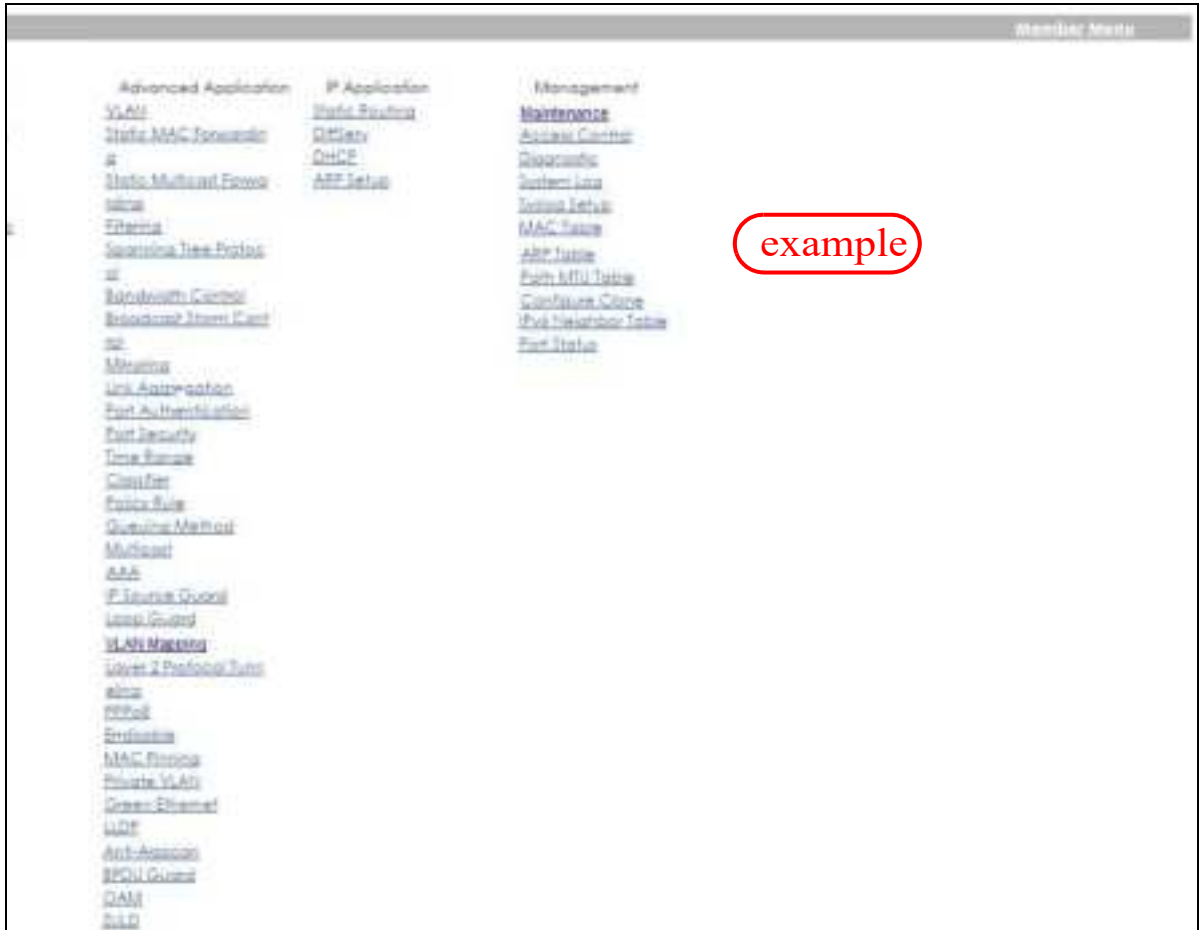 Member Menu
Advanced Application
VLAN
Static MAC Forwardin
g
Static Multicast Forwa
rding
Filtering
Spanning Tree Protoc
ol
Bandwidth Control
Broadcast Storm Cont
rol
Mirroring
Link Aggregation
Port Authentication
Port Security
Time Range
Classifier
Policy Rule
Queuing Method
Multicast
AAA
IP Source Guard
Loop Guard
VLAN Mapping
Layer 2 Protocol Tunn
eling
PPPoE
Errdisable
MAC Pinning
Private VLAN
Green Ethernet
LLDP
Anti-Arpscan
BPDU Guard
OAM
ZULD
IP Application
Static Routing
DiffServ
DHCP
ARP Setup
Management
Maintenance
Access Control
Diagnostic
System Log
Syslog Setup
MAC Table
ARP Table
Path MTU Table
Configure Clone
IPv6 Neighbor Table
Port Status
example